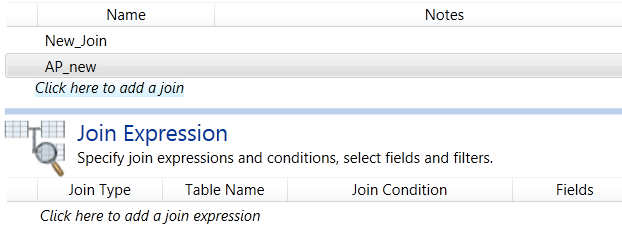 Name Notes
New_Join
AP_new
Click here to add a join
Join Expression
Specify join expressions and conditions, select fields and filters.
Join Type Table Name Join Condition Fields
Click here to add a join expression